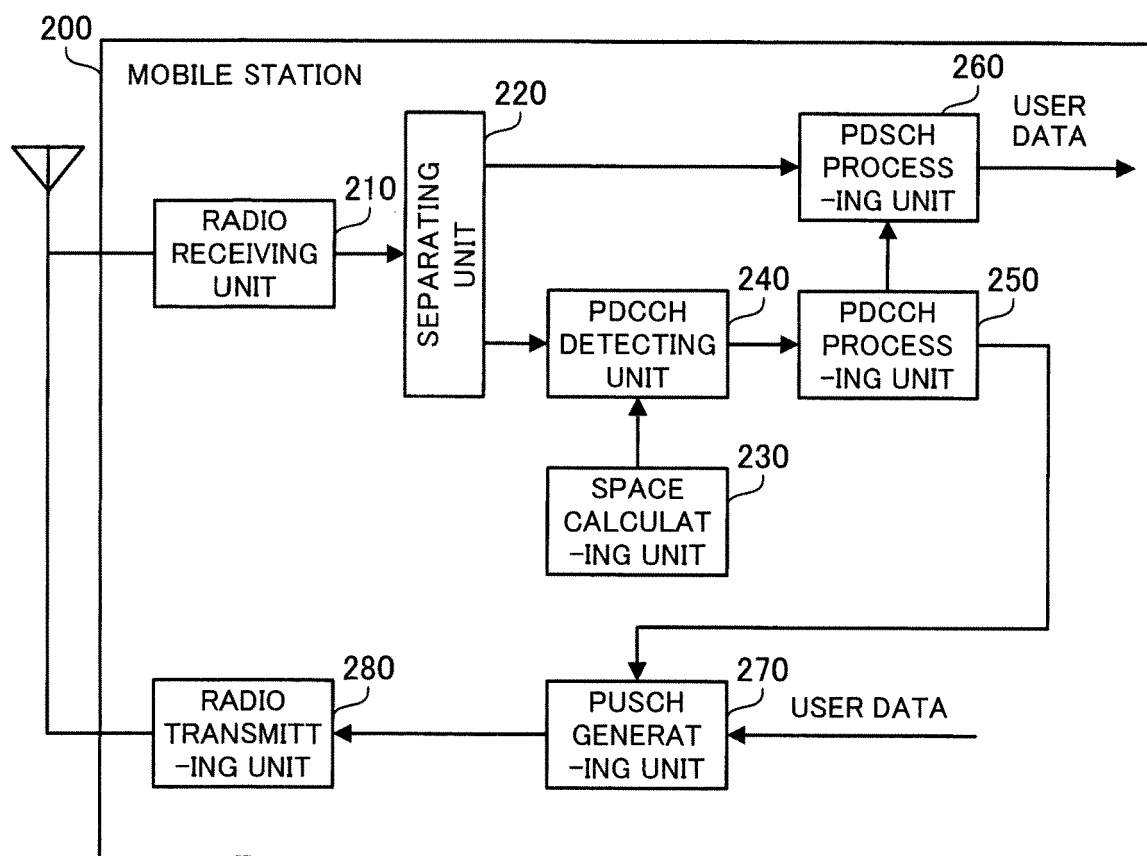 200
MOBILE STATION
220
260
USER
DATA
PDSCH
PROCESS
-ING UNIT
210
RADIO
RECEIVING
UNIT
SEPARATING
UNIT
240
PDCCH
DETECTING
UNIT
250
PDCCH
PROCESS
-ING UNIT
230
SPACE
CALCULAT
-ING UNIT
280
RADIO
TRANSMITT
-ING UNIT
270
PUSCH
GENERAT
-ING UNIT
USER DATA